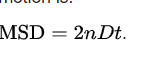 MSD = 2nDt.